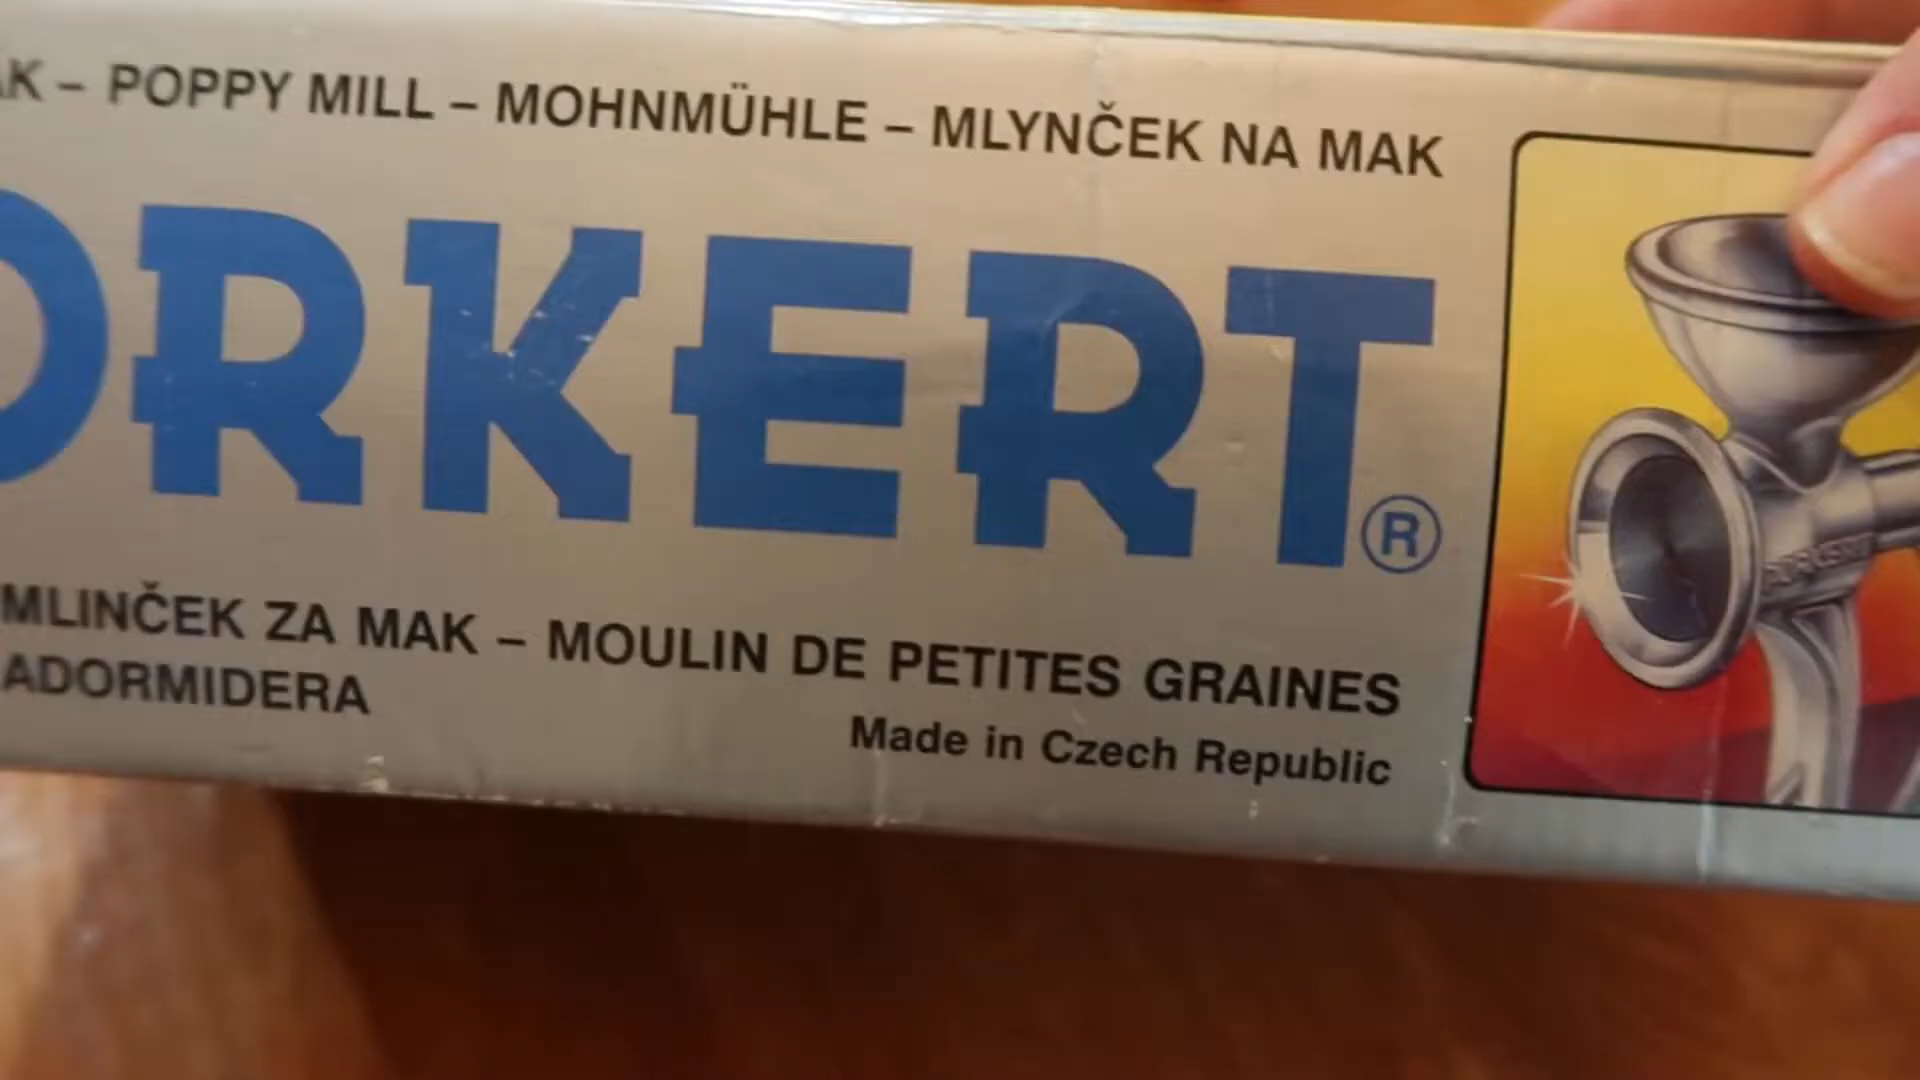 POPPY MILL – MOHNMÜHLE – MLYNČEK NA MAK
ORKERT®
MLINČEK ZA MAK – MOULIN DE PETITES GRAINES
ADORMIDERA
Made in Czech Republic